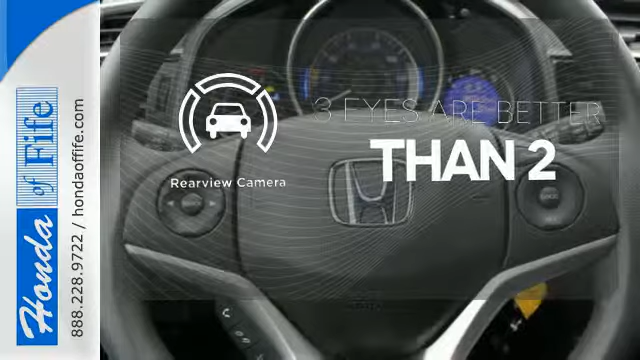 Honda
of Fife
888.228.9722 / hondaoffife.com
Rearview Camera
3 EYES ARE BETTER
THAN 2